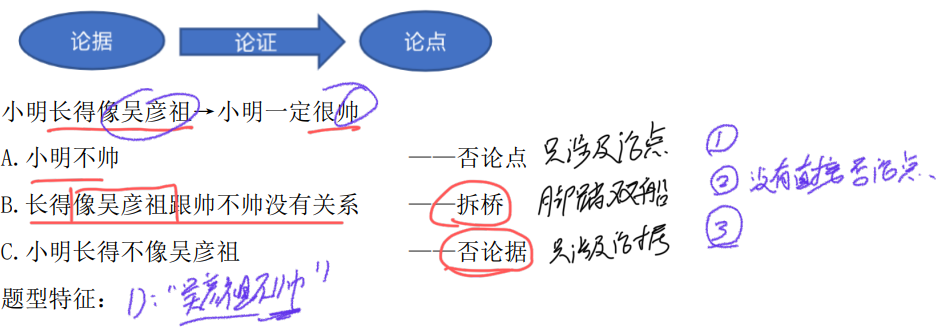 论据 论证 论点
小明长得像吴彦祖→小明一定很帅
A.小明不帅 ——否论点 只涉及论点 ①
B.长得像吴彦祖跟帅不帅没有关系 ——拆桥 脚踏双船 ② 没有直接否论点、
C.小明长得不像吴彦祖 ——否论据 只涉及论据 ③
题型特征: D:“吴彦祖不帅”